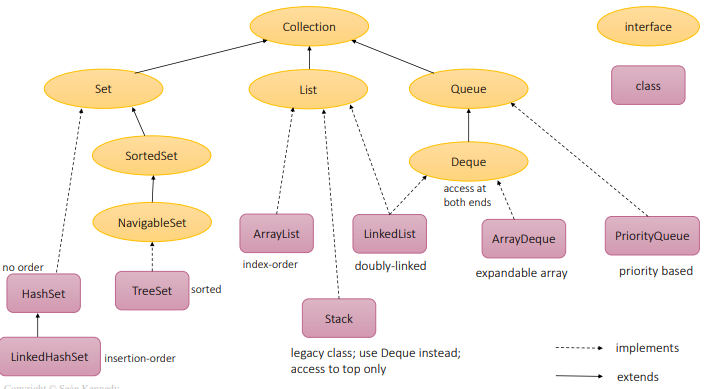 Collection
interface
Set
List
Queue
class
SortedSet
Deque
access at
both ends
NavigableSet
ArrayList
LinkedList
ArrayDeque
PriorityQueue
index-order
doubly-linked
expandable array
priority based
no order
HashSet
TreeSet
sorted
Stack
LinkedHashSet
insertion-order
legacy class; use Deque instead;
access to top only
implements
extends
Copyright © Seán Kennedy